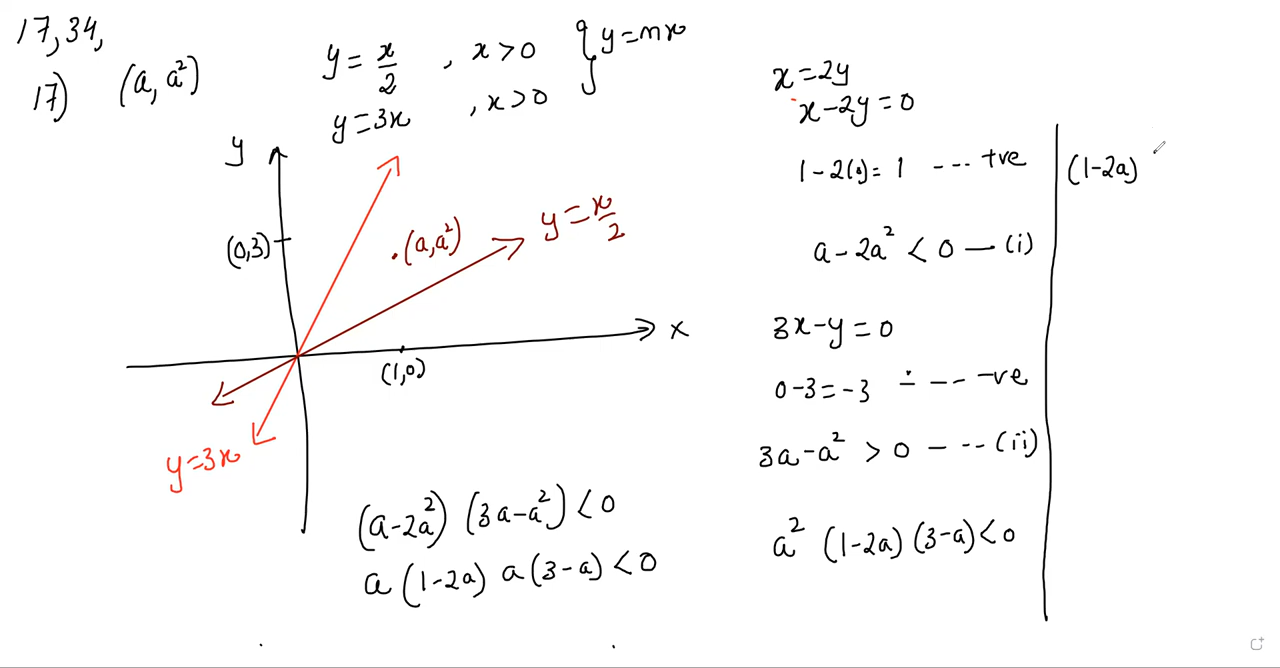 17,34,
17) (a, a²)
y = x/2 , x > 0 } y = mx
y = 3x , x > 0
y
(0,3)
.(a, a²)
y = x/2
x
(1,0)
y = 3x
(a - 2a²) (3a - a²) < 0
a (1 - 2a) a (3 - a) < 0
x = 2y
x - 2y = 0
1 - 2(0) = 1 --- +ve
a - 2a² < 0 — (i)
3x - y = 0
0 - 3 = -3 --- -ve
3a - a² > 0 — -- (ii)
a² (1 - 2a) (3 - a) < 0
(1-2a)